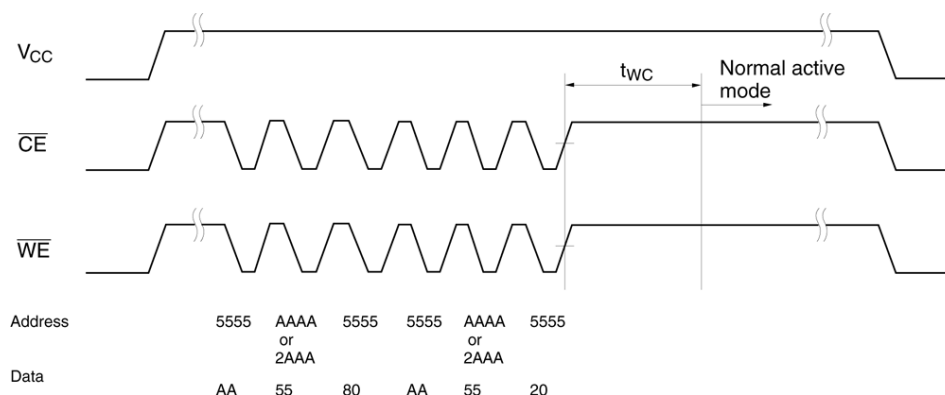 VCC
tWC
Normal active
mode
CE
WE
Address
5555 AAAA 5555 5555 AAAA 5555
or or
2AAA 2AAA
Data
AA 55 80 AA 55 20